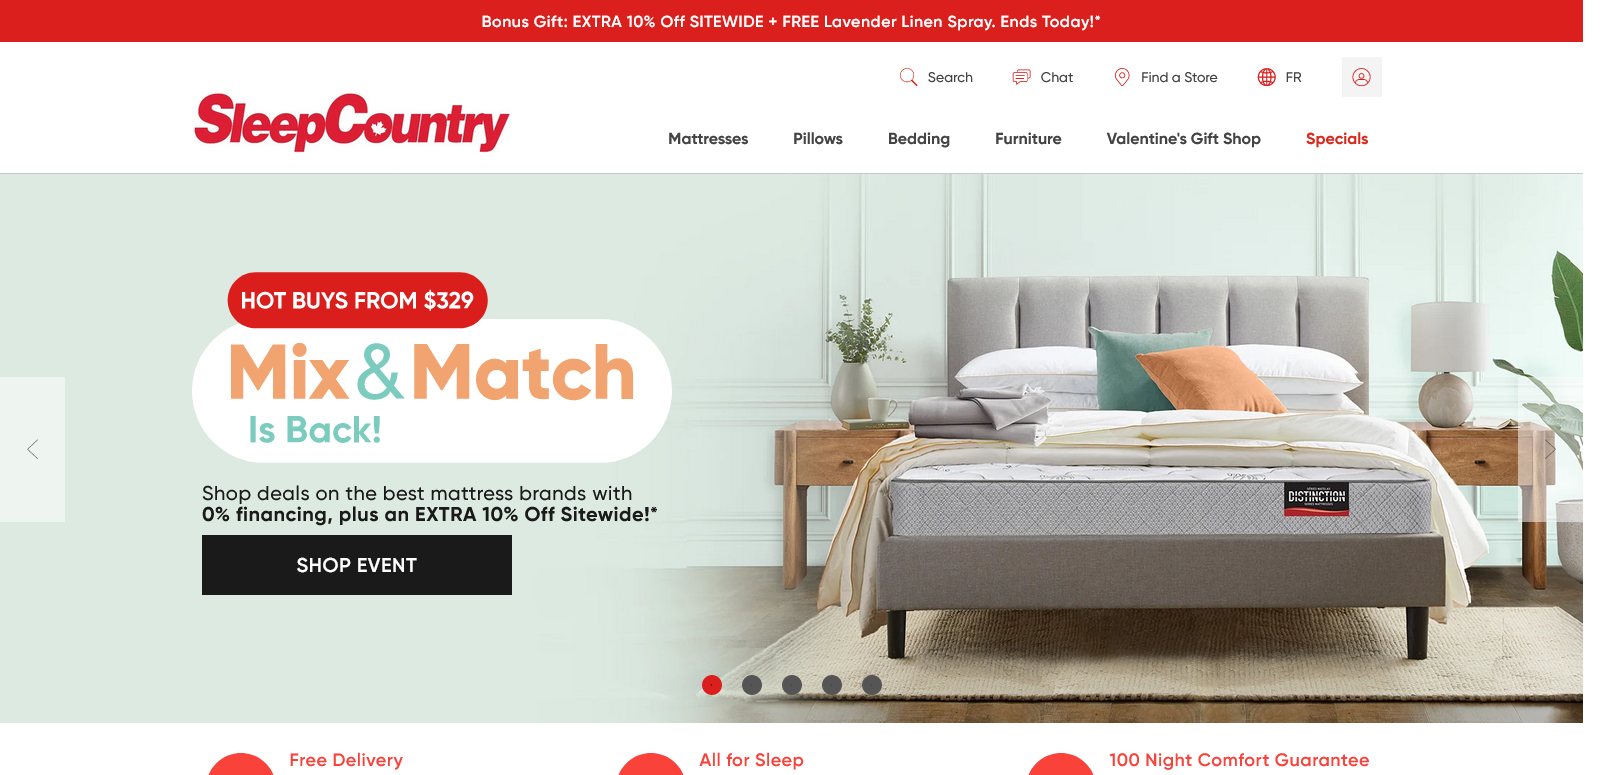 Bonus Gift: EXTRA 10% Off SITEWIDE + FREE Lavender Linen Spray. Ends Today!*
Search
Chat
Find a Store
FR
SleepCountry
Mattresses
Pillows
Bedding
Furniture
Valentine's Gift Shop
Specials
HOT BUYS FROM $329
Mix & Match
Is Back!
Shop deals on the best mattress brands with
0% financing, plus an EXTRA 10% Off Sitewide!*
SHOP EVENT
DISTINCTION
Free Delivery
All for Sleep
100 Night Comfort Guarantee